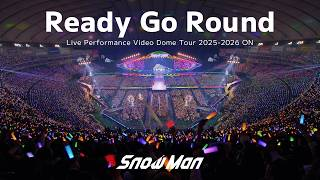 Ready Go Round
Live Performance Video Dome Tour 2025-2026 ON
Snow Man